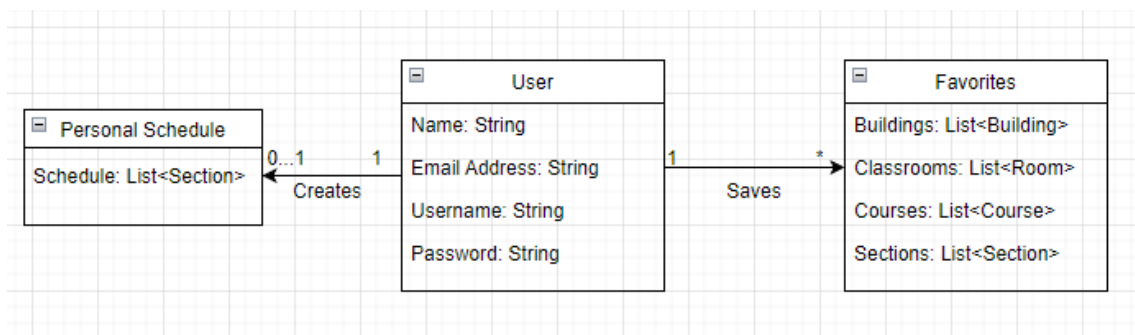 Personal Schedule
Schedule: List<Section>
0...1
1
Creates
User
Name: String
Email Address: String
Username: String
Password: String
1
*
Saves
Favorites
Buildings: List<Building>
Classrooms: List<Room>
Courses: List<Course>
Sections: List<Section>